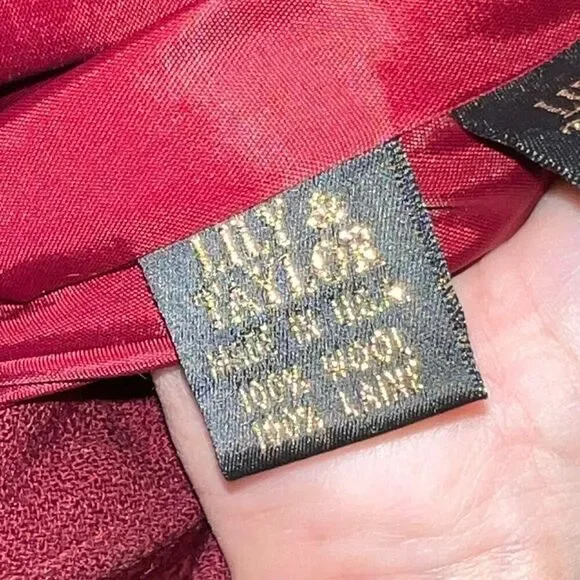 LILY &
TAYLOR
MADE IN U.S.A.
100% WOOL
100% LAINE